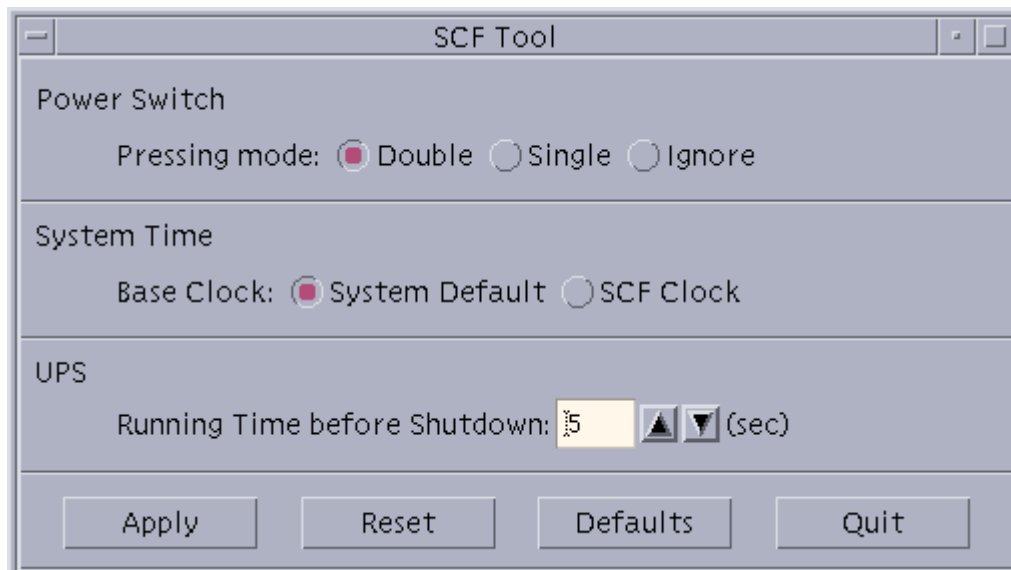 SCF Tool
Power Switch
Pressing mode: Double Single Ignore
System Time
Base Clock: System Default SCF Clock
UPS
Running Time before Shutdown: 5 (sec)
Apply Reset Defaults Quit